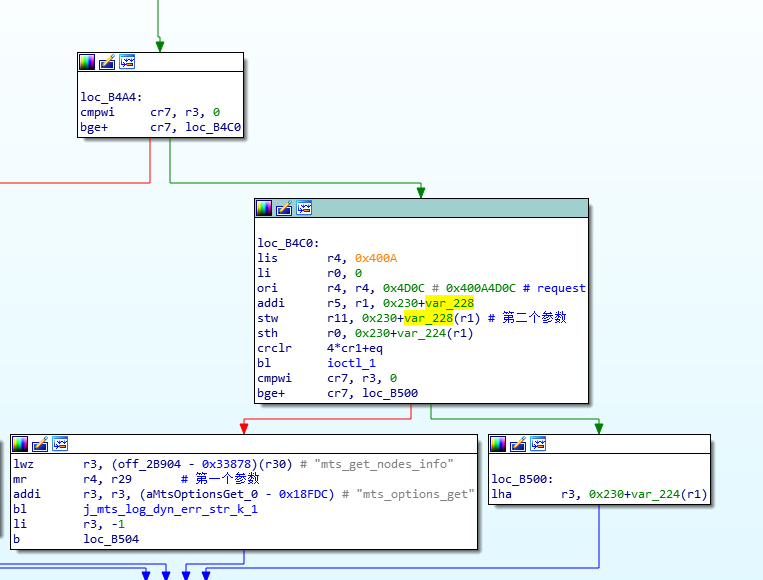 loc_B4A4:
cmpwi cr7, r3, 0
bge+ cr7, loc_B4C0
loc_B4C0:
lis r4, 0x400A
li r0, 0
ori r4, r4, 0x4D0C # 0x400A4D0C # request
addi r5, r1, 0x230+var_228
stw r11, 0x230+var_228(r1) # 第二个参数
sth r0, 0x230+var_224(r1)
crclr 4*cr1+eq
bl ioctl_1
cmpwi cr7, r3, 0
bge+ cr7, loc_B500
lwz r3, (off_2B904 - 0x33878)(r30) # "mts_get_nodes_info"
mr r4, r29 # 第一个参数
addi r3, r3, (aMtsOptionsGet_0 - 0x18FDC) # "mts_options_get"
bl j_mts_log_dyn_err_str_k_1
li r3, -1
b loc_B504
loc_B500:
lha r3, 0x230+var_224(r1)